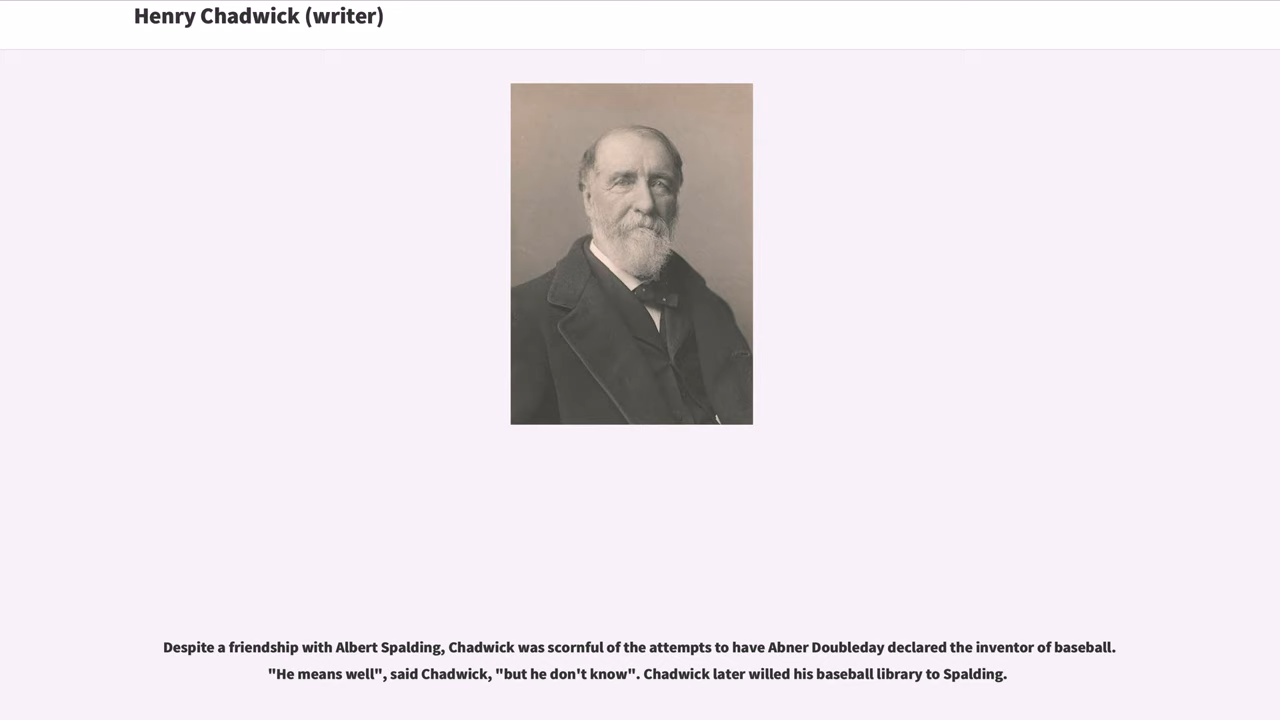 Henry Chadwick (writer)
Despite a friendship with Albert Spalding, Chadwick was scornful of the attempts to have Abner Doubleday declared the inventor of baseball.
"He means well", said Chadwick, "but he don't know". Chadwick later willed his baseball library to Spalding.